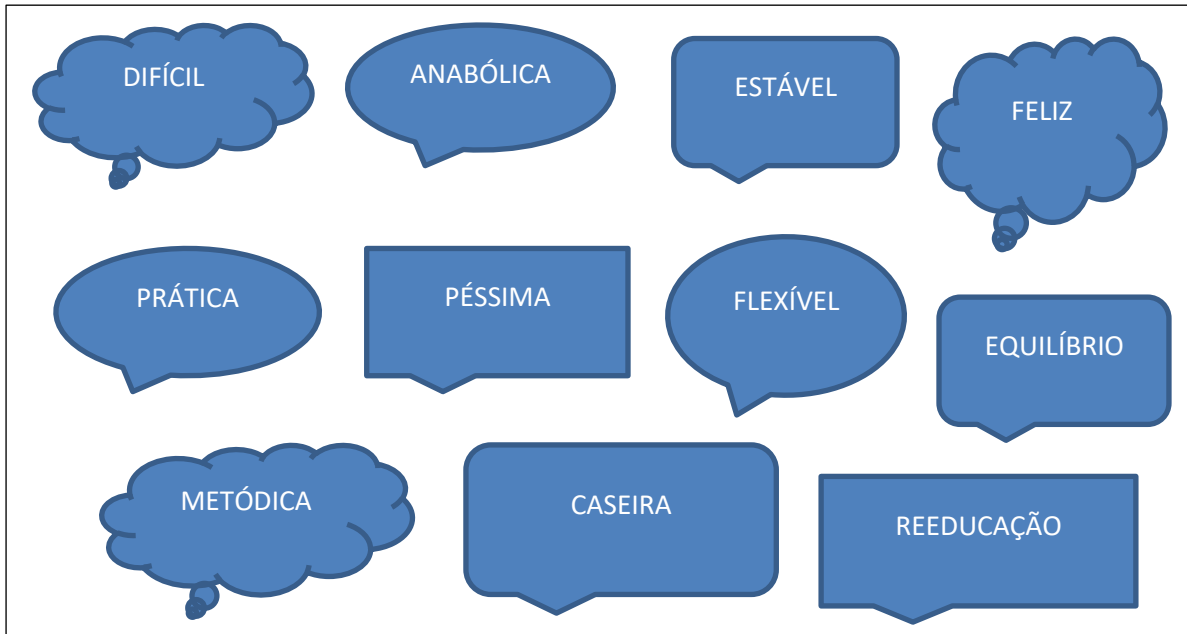 DIFÍCIL
ANABÓLICA
ESTÁVEL
FELIZ
PRÁTICA
PÉSSIMA
FLEXÍVEL
EQUILÍBRIO
METÓDICA
CASEIRA
REEDUCAÇÃO